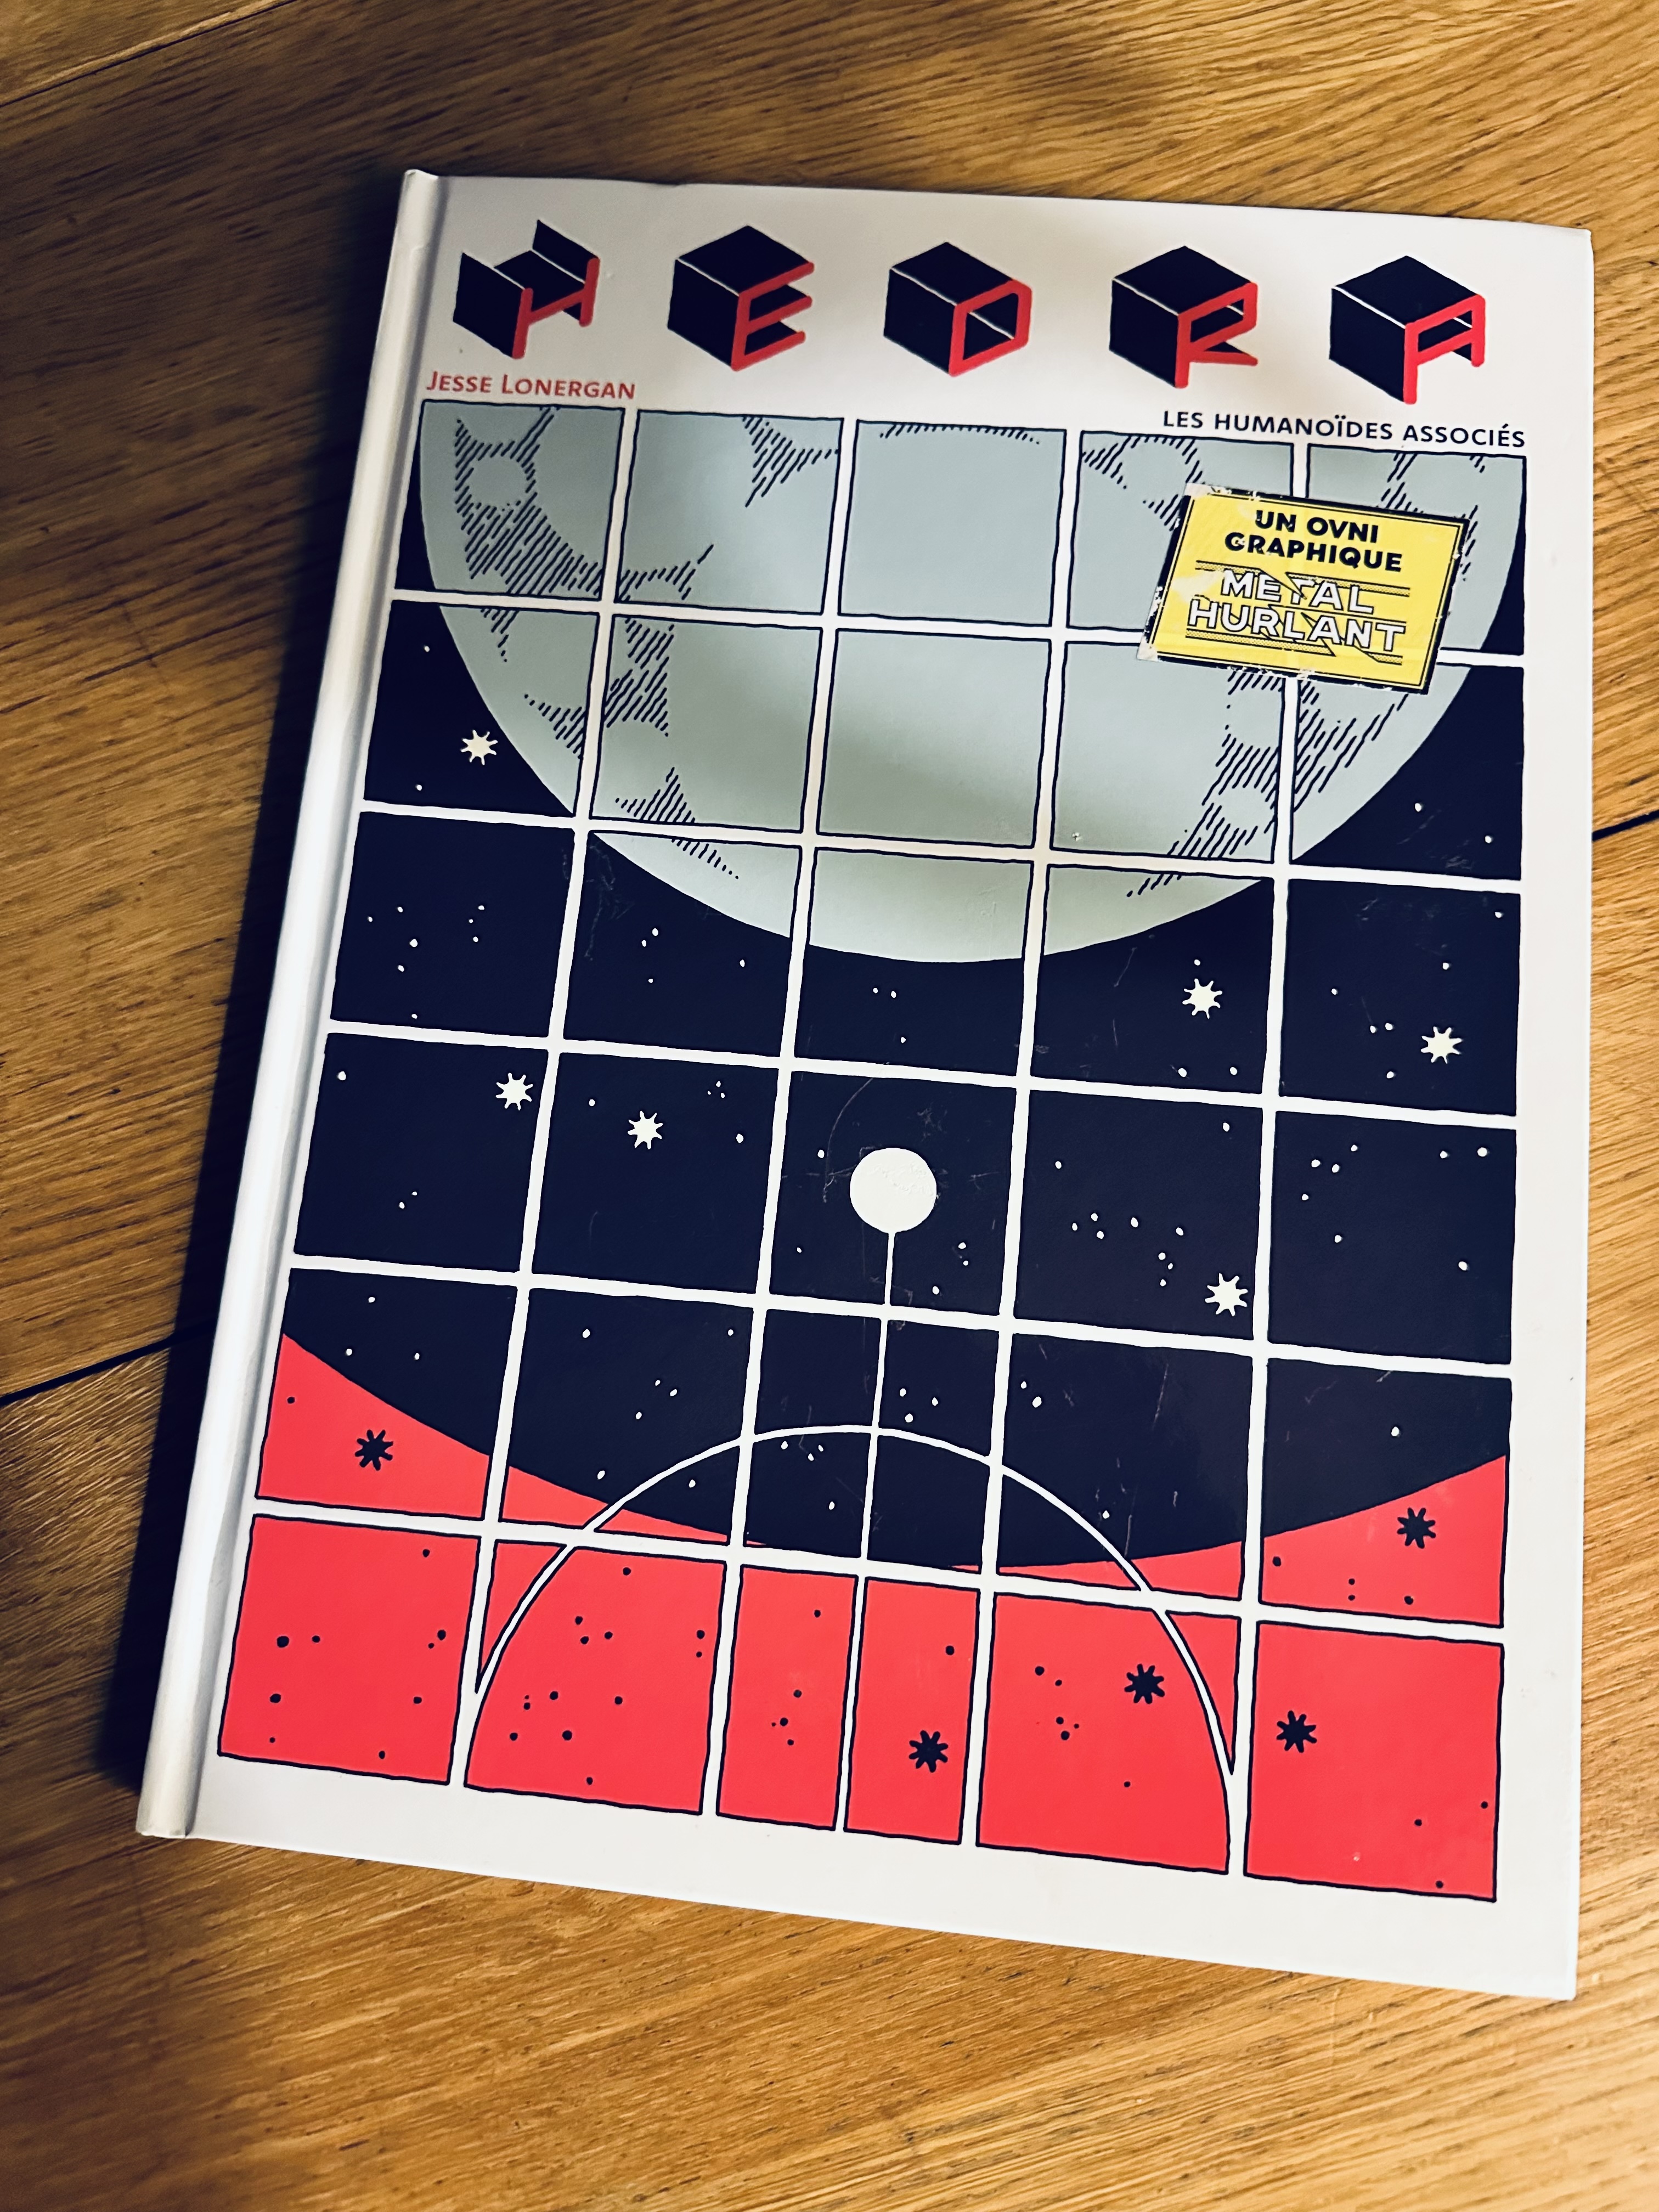 HEDRA
JESSE LONERGAN
LES HUMANOÏDES ASSOCIÉS
UN OVNI
GRAPHIQUE
METAL
HURLANT